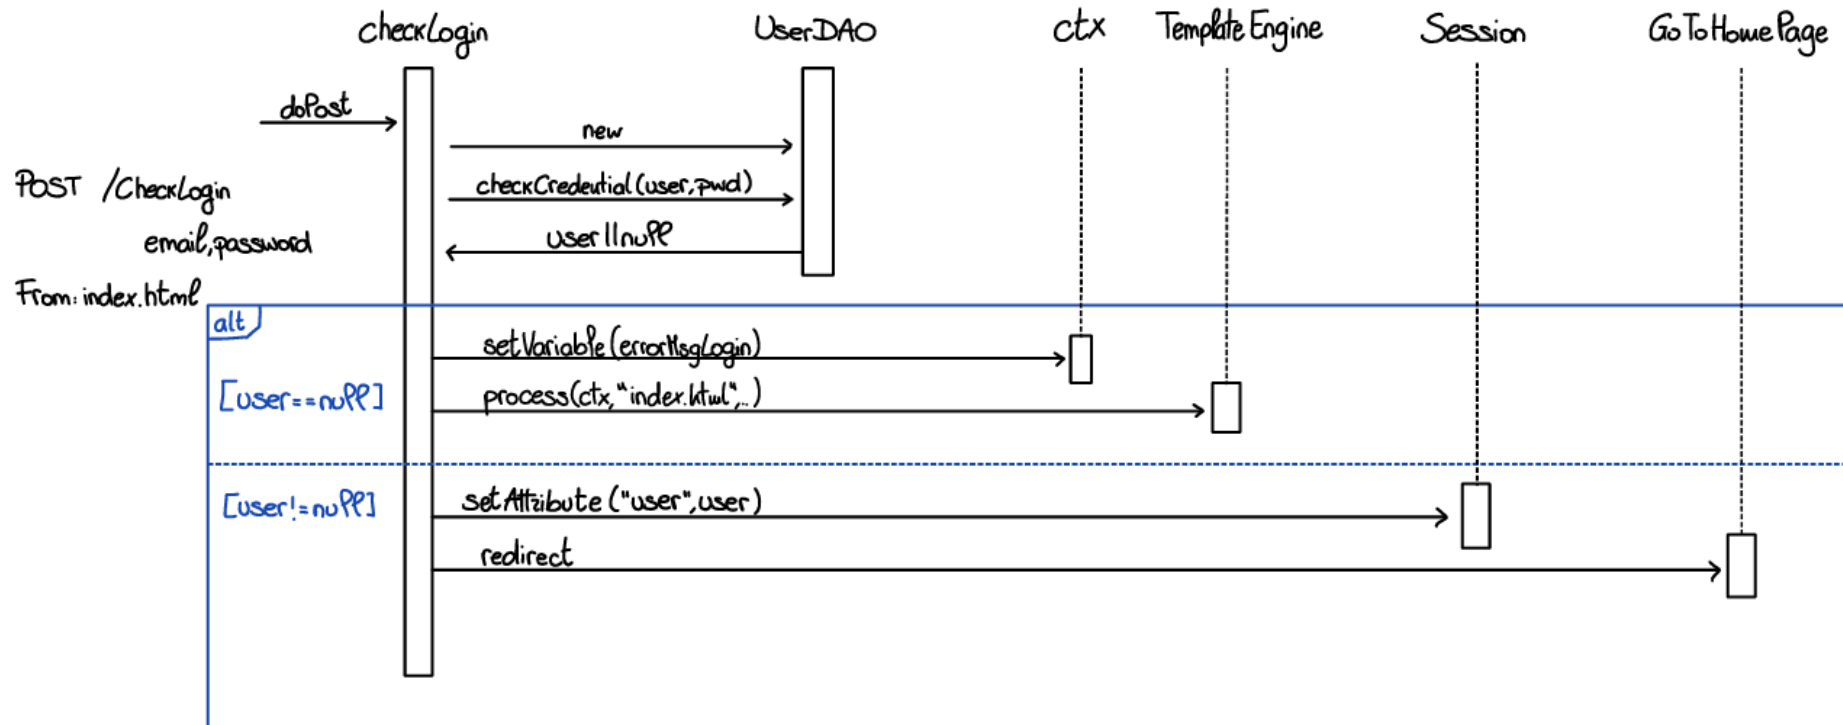 checkLogin UserDAO ctx Template Engine Session GoToHomePage
doPost
new
POST /CheckLogin
checkCredential(user,pwd)
email,password
user||null
From: index.html
alt
setVariable(errorMsgLogin)
[user==null]
process(ctx,"index.html",..)
[user!=null]
setAttribute("user",user)
redirect